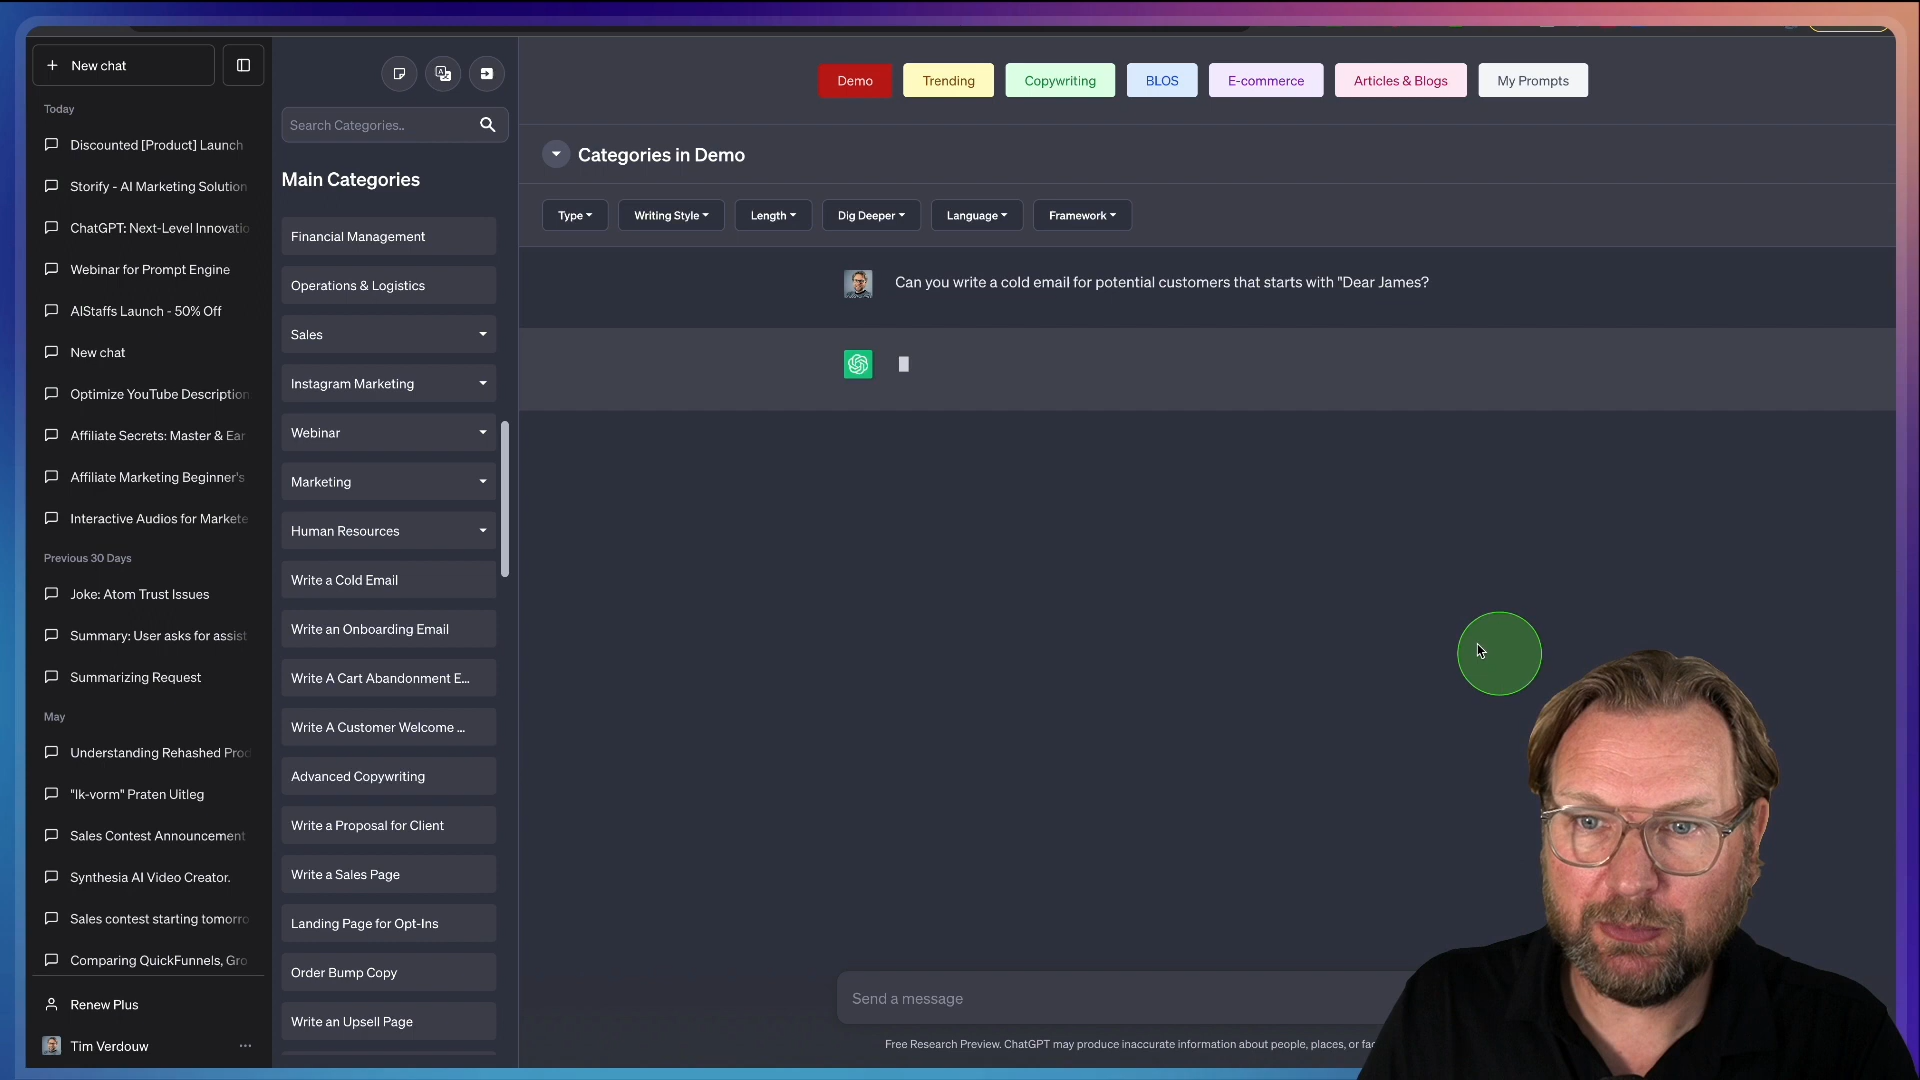 New chat
Today
Discounted [Product] Launch
Storify - AI Marketing Solution
ChatGPT: Next-Level Innovatio
Webinar for Prompt Engine
AIStaffs Launch - 50% Off
New chat
Optimize YouTube Description
Affiliate Secrets: Master & Ear
Affiliate Marketing Beginner's
Interactive Audios for Markete
Previous 30 Days
Joke: Atom Trust Issues
Summary: User asks for assist
Summarizing Request
May
Understanding Rehashed Prod
"Ik-vorm" Praten Uitleg
Sales Contest Announcement
Synthesia AI Video Creator.
Sales contest starting tomorro
Comparing QuickFunnels, Gro
Renew Plus
Tim Verdouw
Search Categories..
Main Categories
Financial Management
Operations & Logistics
Sales
Instagram Marketing
Webinar
Marketing
Human Resources
Write a Cold Email
Write an Onboarding Email
Write A Cart Abandonment E...
Write A Customer Welcome ...
Advanced Copywriting
Write a Proposal for Client
Write a Sales Page
Landing Page for Opt-Ins
Order Bump Copy
Write an Upsell Page
Demo
Trending
Copywriting
BLOS
E-commerce
Articles & Blogs
My Prompts
Categories in Demo
Type
Writing Style
Length
Dig Deeper
Language
Framework
Can you write a cold email for potential customers that starts with "Dear James?
Send a message
Free Research Preview. ChatGPT may produce inaccurate information about people, places, or fac